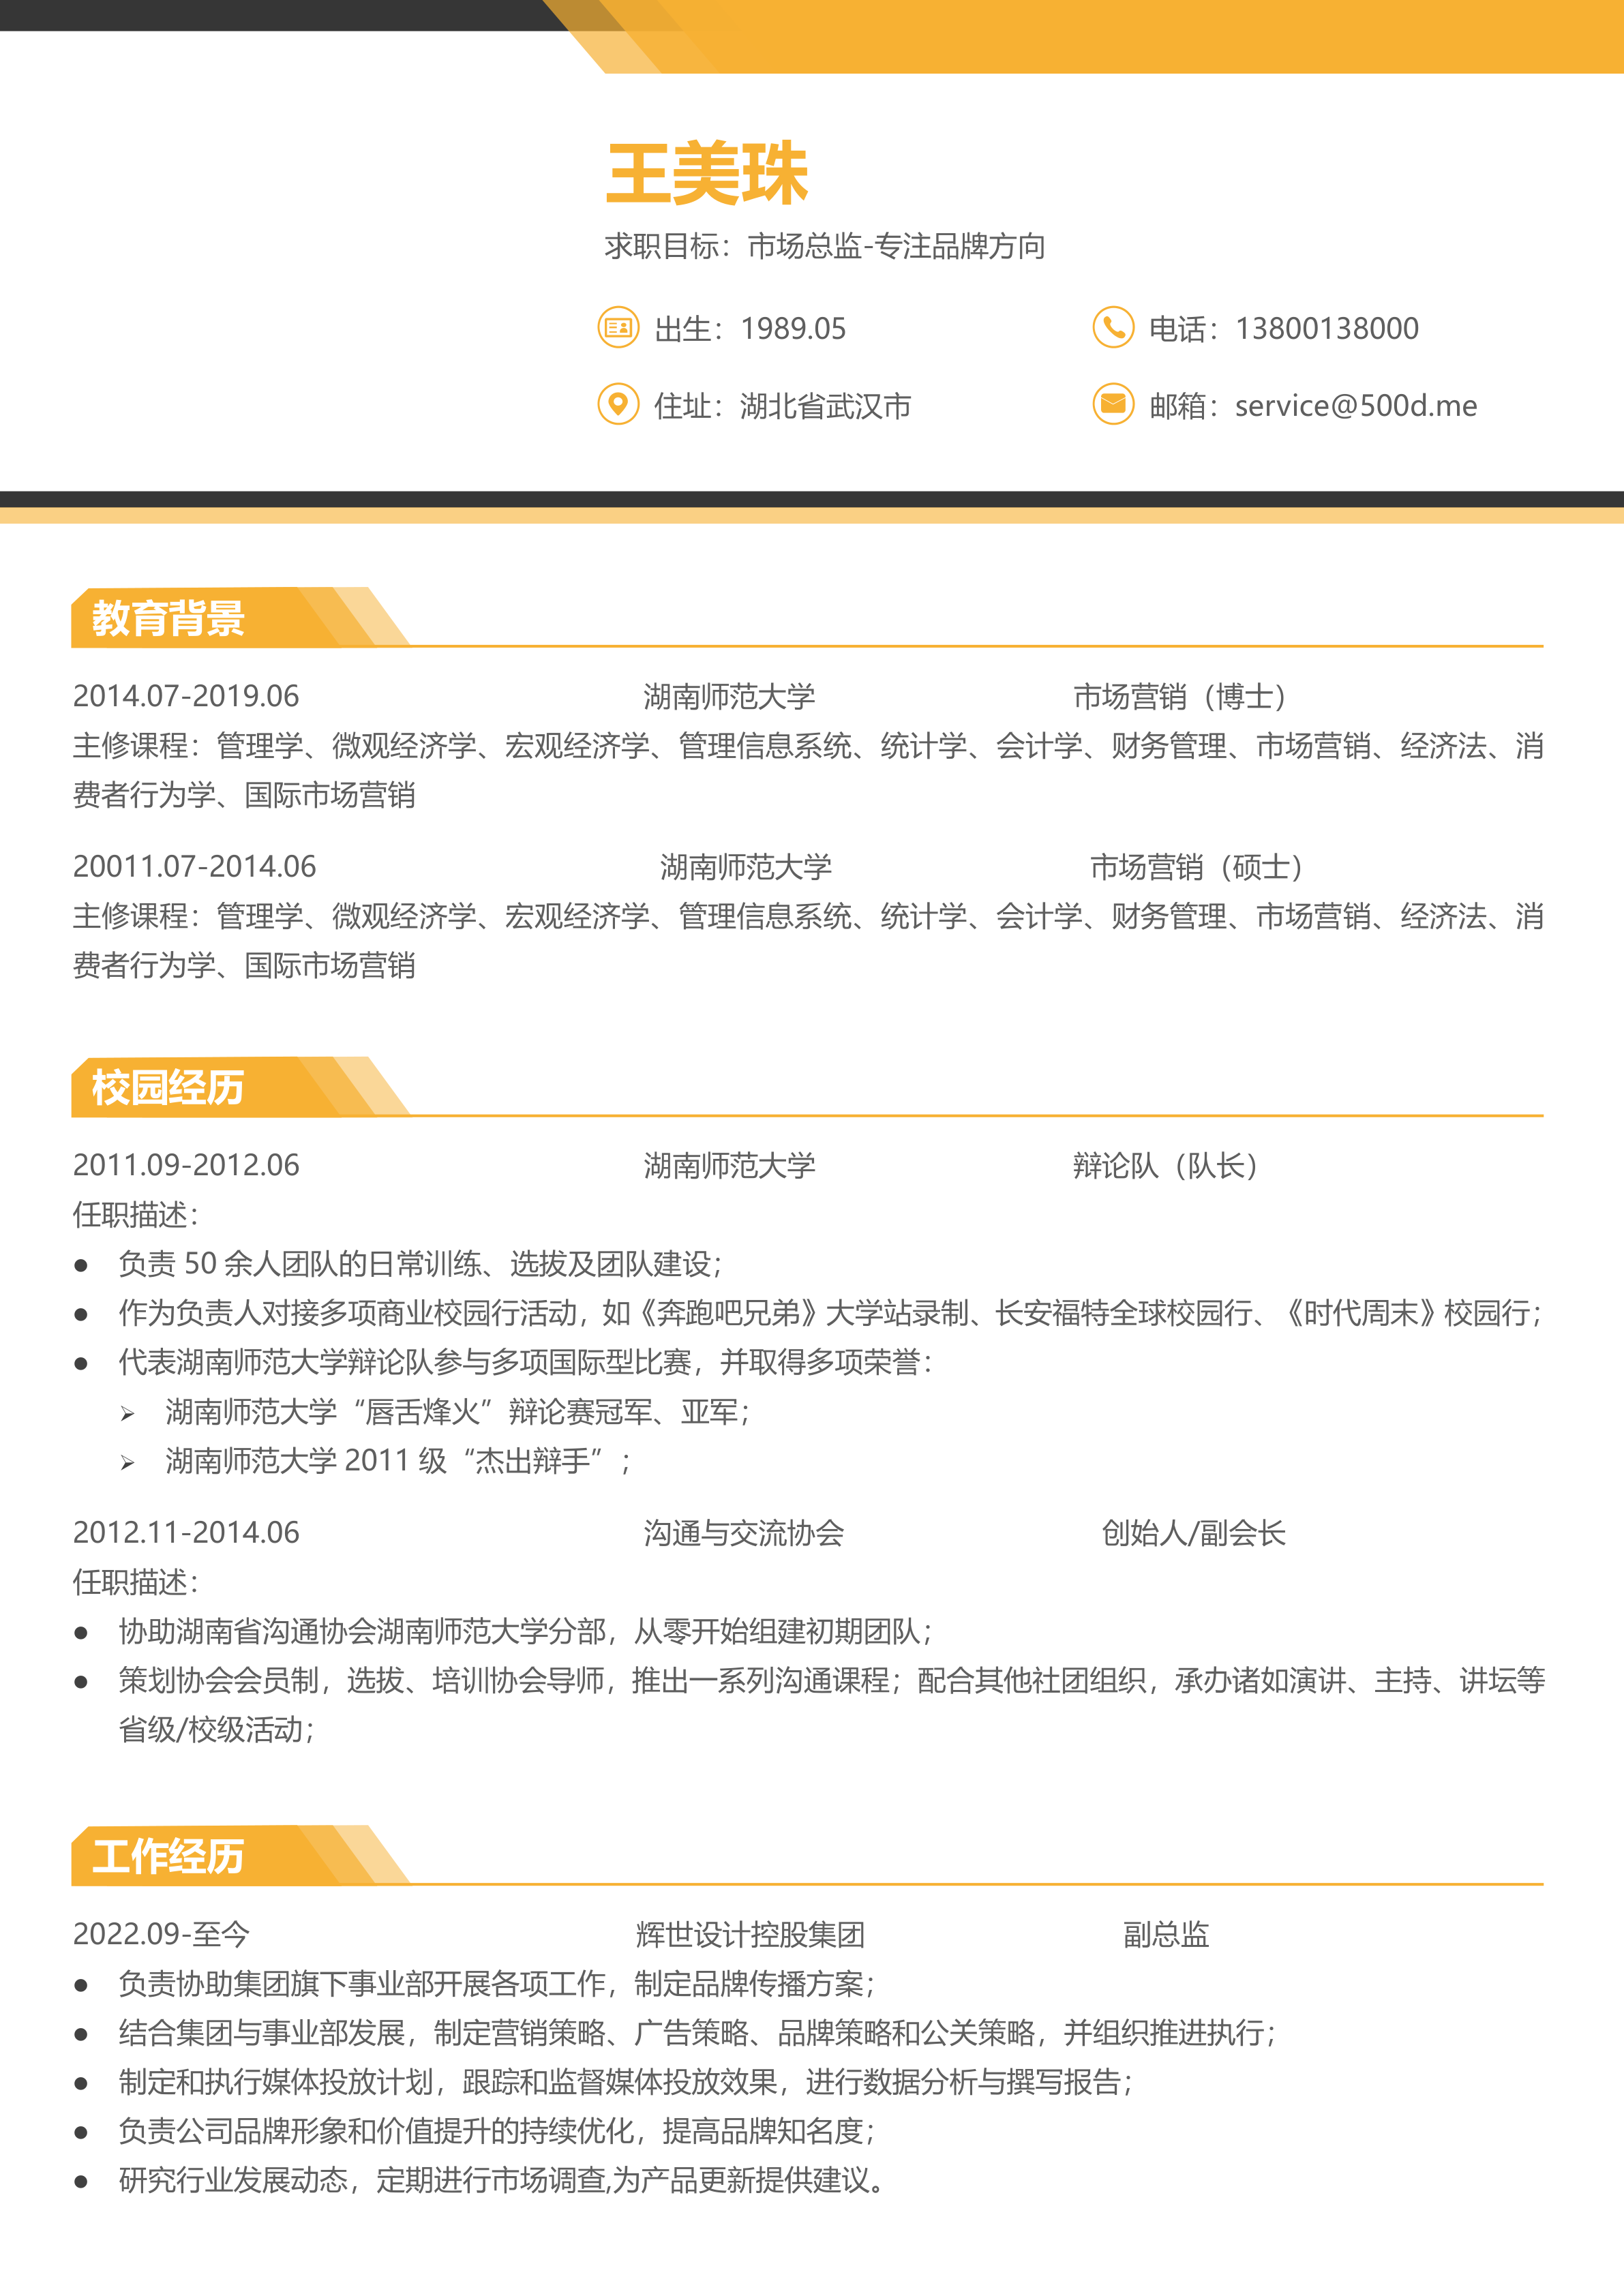 王美珠
求职目标：市场总监-专注品牌方向
出生：1989.05 电话：13800138000
住址：湖北省武汉市 邮箱：service@500d.me
教育背景
2014.07-2019.06 湖南师范大学 市场营销（博士）
主修课程：管理学、微观经济学、宏观经济学、管理信息系统、统计学、会计学、财务管理、市场营销、经济法、消
费者行为学、国际市场营销
20011.07-2014.06 湖南师范大学 市场营销（硕士）
主修课程：管理学、微观经济学、宏观经济学、管理信息系统、统计学、会计学、财务管理、市场营销、经济法、消
费者行为学、国际市场营销
校园经历
2011.09-2012.06 湖南师范大学 辩论队（队长）
任职描述：
● 负责 50 余人团队的日常训练、选拔及团队建设；
● 作为负责人对接多项商业校园行活动，如《奔跑吧兄弟》大学站录制、长安福特全球校园行、《时代周末》校园行；
● 代表湖南师范大学辩论队参与多项国际型比赛，并取得多项荣誉：
➢ 湖南师范大学“唇舌烽火”辩论赛冠军、亚军；
➢ 湖南师范大学 2011 级“杰出辩手”；
2012.11-2014.06 沟通与交流协会 创始人/副会长
任职描述：
● 协助湖南省沟通协会湖南师范大学分部，从零开始组建初期团队；
● 策划协会会员制，选拔、培训协会导师，推出一系列沟通课程；配合其他社团组织，承办诸如演讲、主持、讲坛等
省级/校级活动；
工作经历
2022.09-至今 辉世设计控股集团 副总监
● 负责协助集团旗下事业部开展各项工作，制定品牌传播方案；
● 结合集团与事业部发展，制定营销策略、广告策略、品牌策略和公关策略，并组织推进执行；
● 制定和执行媒体投放计划，跟踪和监督媒体投放效果，进行数据分析与撰写报告；
● 负责公司品牌形象和价值提升的持续优化，提高品牌知名度；
● 研究行业发展动态，定期进行市场调查,为产品更新提供建议。